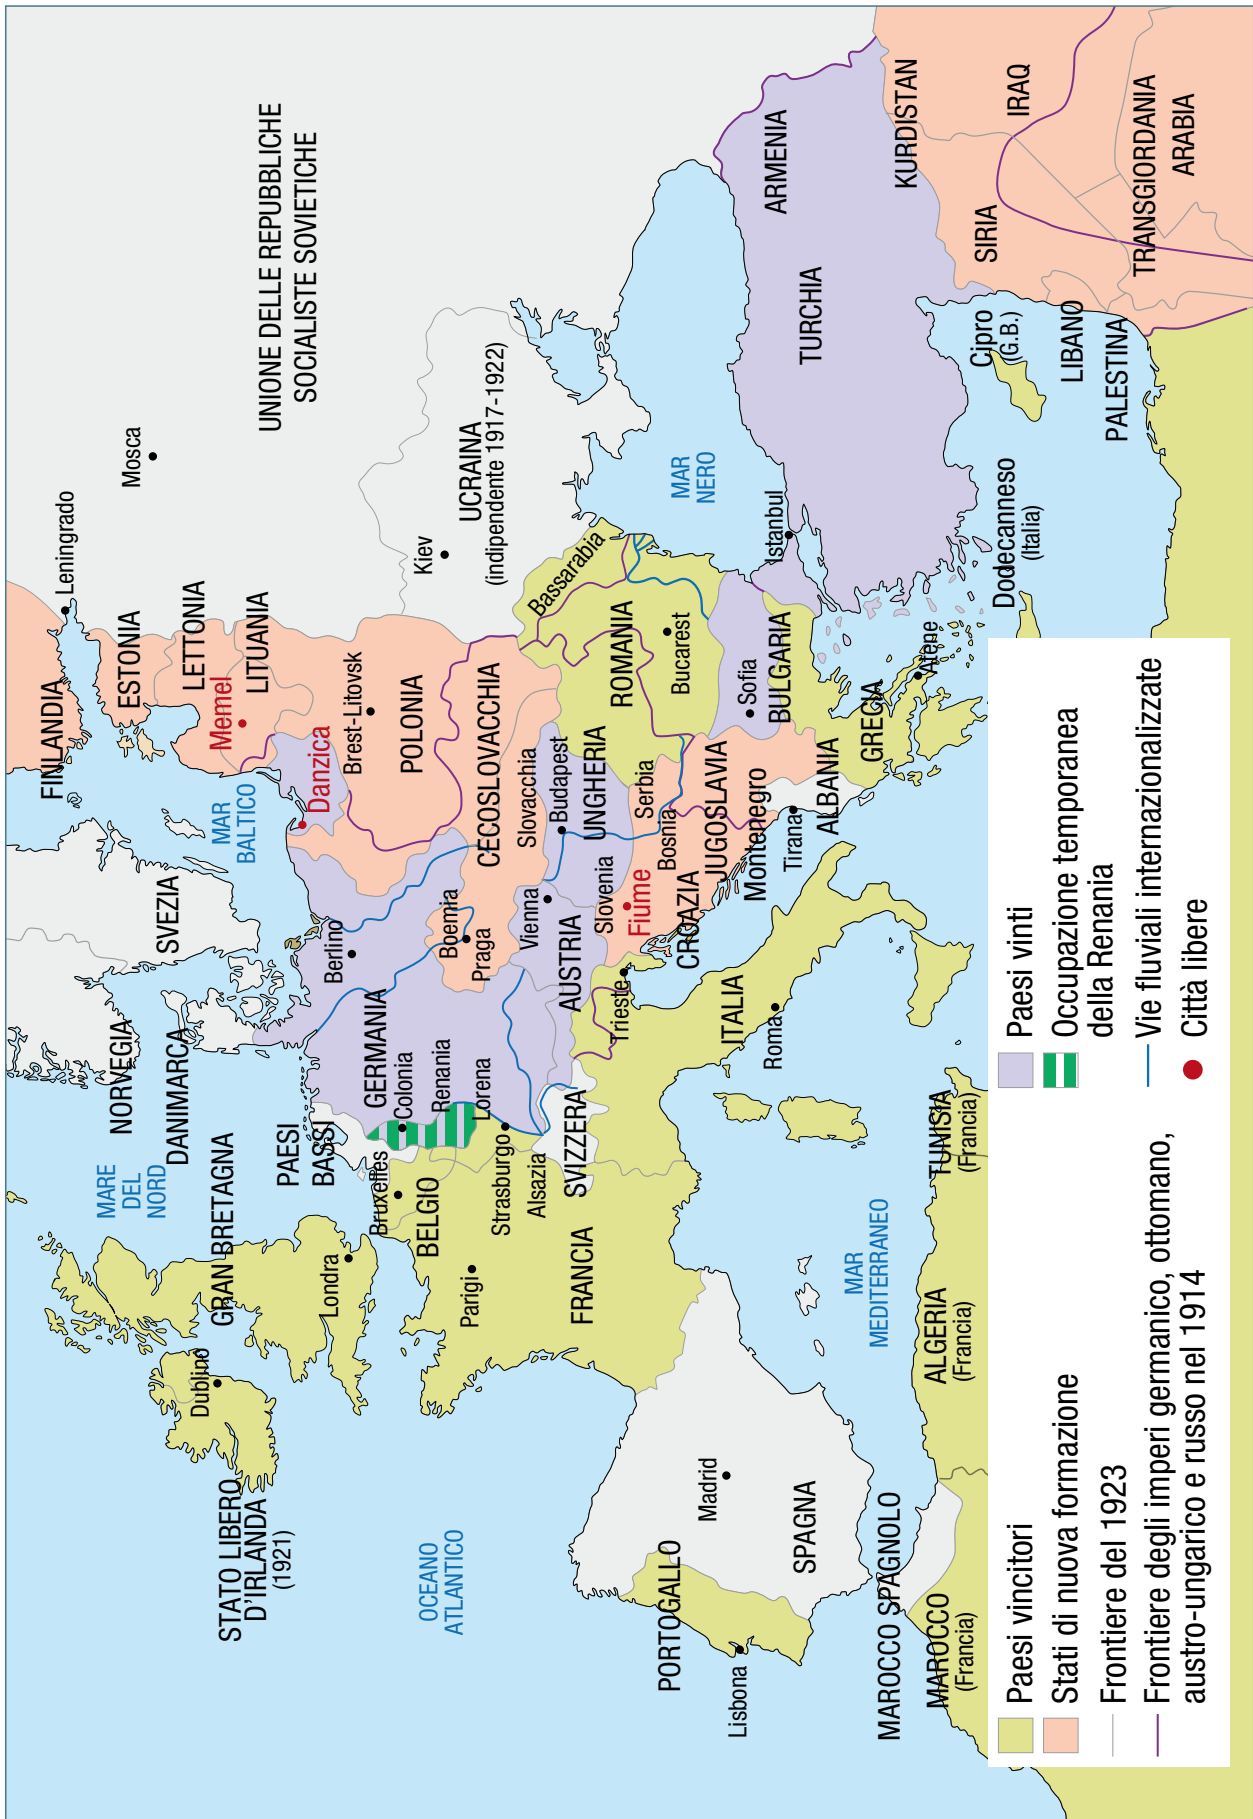 STATO LIBERO
D'IRLANDA
(1921)
Dublino
GRAN BRETAGNA
Londra
MARE
DEL
NORD
NORVEGIA
DANIMARCA
SVEZIA
FINLANDIA
Leningrado
ESTONIA
LETTONIA
LITUANIA
Memel
MAR
BALTICO
Danzica
Mosca
UNIONE DELLE REPUBBLICHE
SOCIALISTE SOVIETICHE
PAESI
BASSI
Bruxelles
BELGIO
GERMANIA
Colonia
Renania
Lorena
Berlino
Brest-Litovsk
POLONIA
Kiev
UCRAINA
(indipendente 1917-1922)
OCEANO
ATLANTICO
Parigi
Strasburgo
Alsazia
FRANCIA
SVIZZERA
Boemia
Praga
CECOSLOVACCHIA
Slovacchia
Vienna
AUSTRIA
Budapest
UNGHERIA
Bassarabia
ROMANIA
Bucarest
Slovenia
Trieste
Fiume
CROAZIA
Serbia
Bosnia
JUGOSLAVIA
Montenegro
Sofia
BULGARIA
MAR
NERO
Istanbul
TURCHIA
ARMENIA
KURDISTAN
PORTOGALLO
Lisbona
Madrid
SPAGNA
ITALIA
Roma
Tirana
ALBANIA
GRECIA
Atene
Dodecanneso
(Italia)
Cipro
(G.B.)
SIRIA
IRAQ
LIBANO
PALESTINA
TRANSGIORDANIA
ARABIA
MAR
MEDITERRANEO
MAROCCO SPAGNOLO
MAROCCO
(Francia)
ALGERIA
(Francia)
TUNISIA
(Francia)
Paesi vincitori
Stati di nuova formazione
Frontiere del 1923
Frontiere degli imperi germanico, ottomano,
austro-ungarico e russo nel 1914
Paesi vinti
Occupazione temporanea
della Renania
Vie fluviali internazionalizzate
Città libere